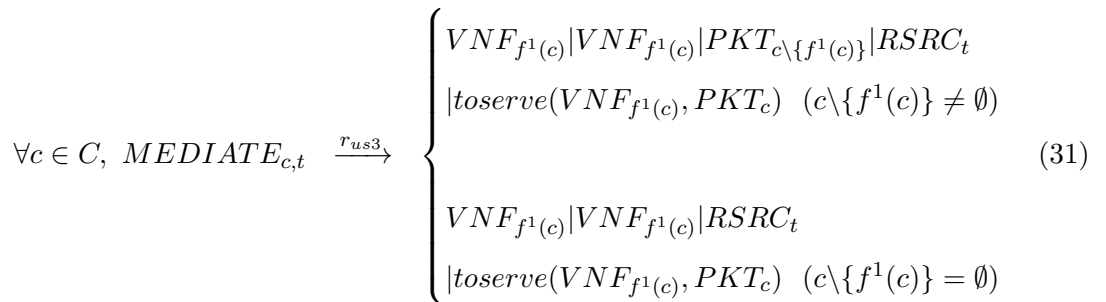 VNF_{f^1(c)}|VNF_{f^1(c)}|PKT_{c\{f^1(c)}}|RSRC_t
|toserve(VNF_{f^1(c)}, PKT_c) (c\{f^1(c)} ≠ ∅)
∀c ∈ C, MEDIATE_{c,t} \xrightarrow{r_{us3}} { (31)
VNF_{f^1(c)}|VNF_{f^1(c)}|RSRC_t
|toserve(VNF_{f^1(c)}, PKT_c) (c\{f^1(c)} = ∅)